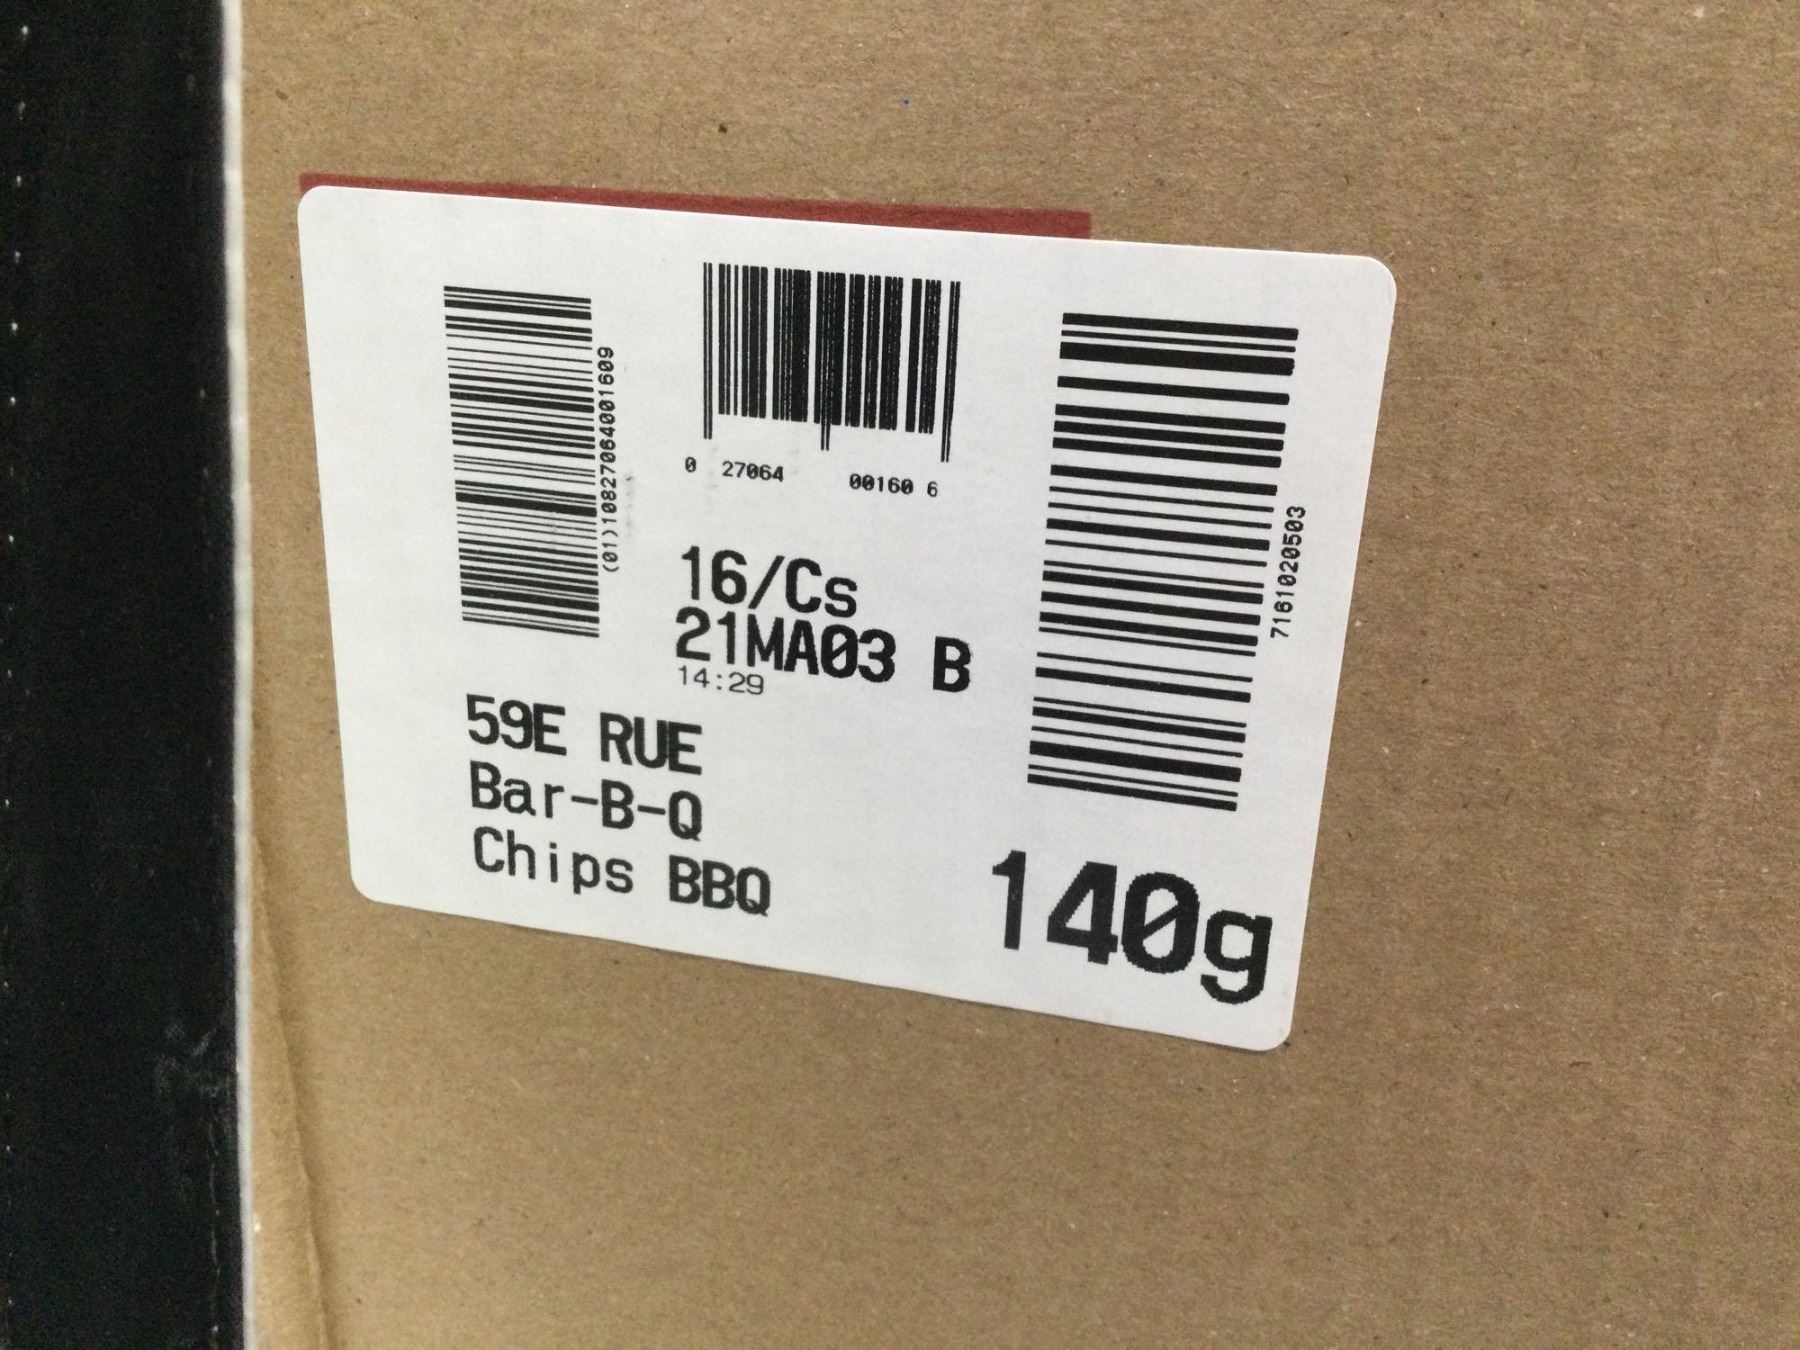 (01)10827064001609
0 27064 00160 6
7161020503
16/Cs
21MA03 B
14:29
59E RUE
Bar-B-Q
Chips BBQ
140g